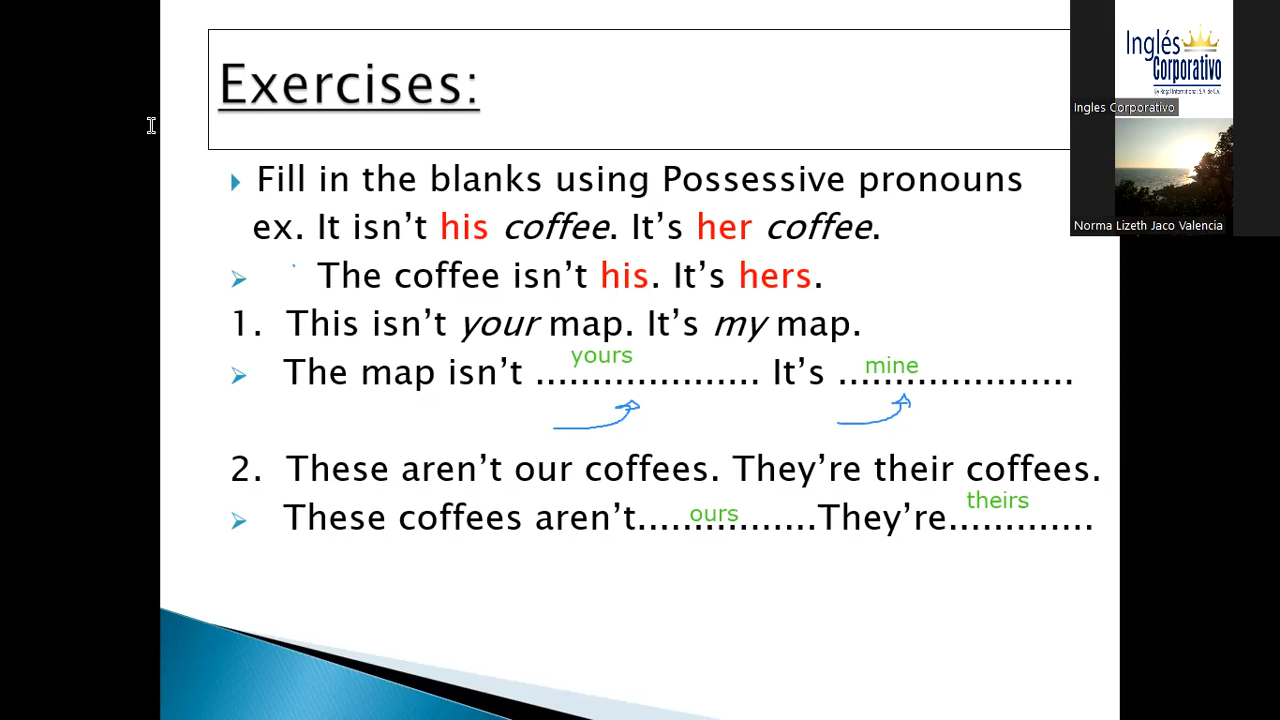 Exercises:
Fill in the blanks using Possessive pronouns
ex. It isn’t his coffee. It’s her coffee.
The coffee isn’t his. It’s hers.
1. This isn’t your map. It’s my map.
yours mine
The map isn’t .................... It’s .....................
2. These aren’t our coffees. They’re their coffees.
ours theirs
These coffees aren’t................They’re.............
Inglés
Corporativo
Ingles Corporativo
Norma Lizeth Jaco Valencia